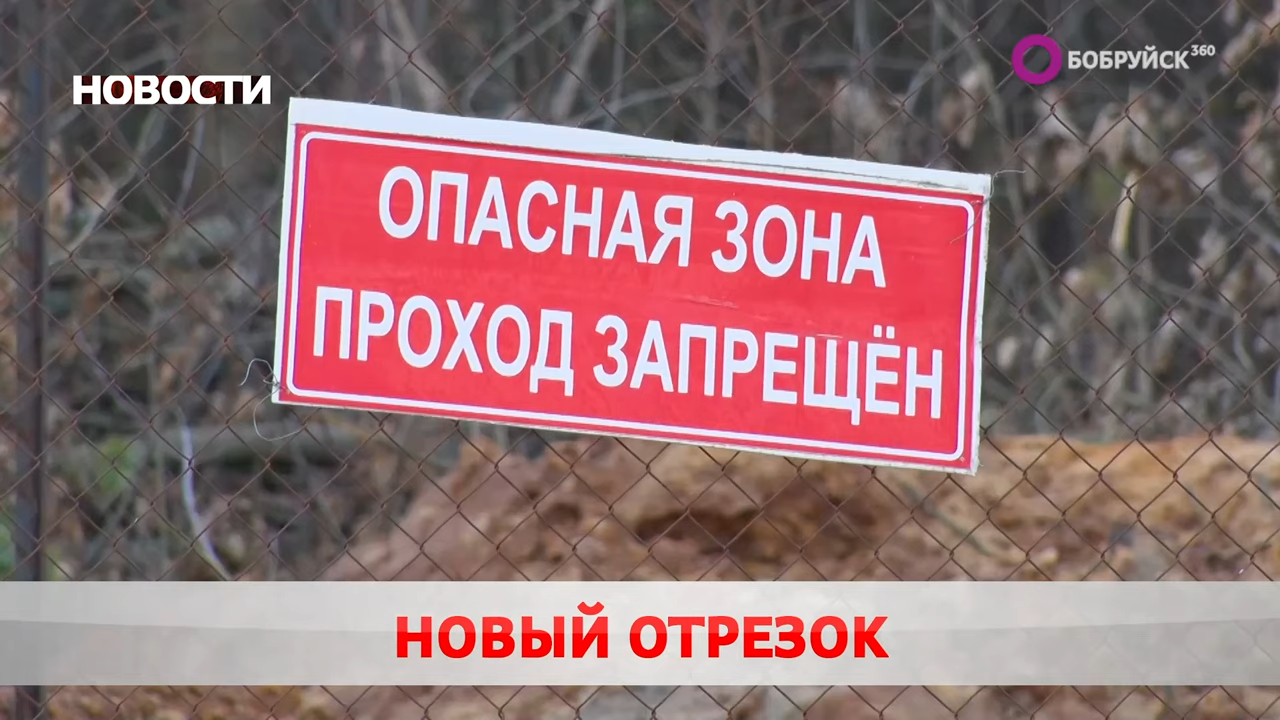 НОВОСТИ
БОБРУЙСК360
ОПАСНАЯ ЗОНА
ПРОХОД ЗАПРЕЩЁН
НОВЫЙ ОТРЕЗОК